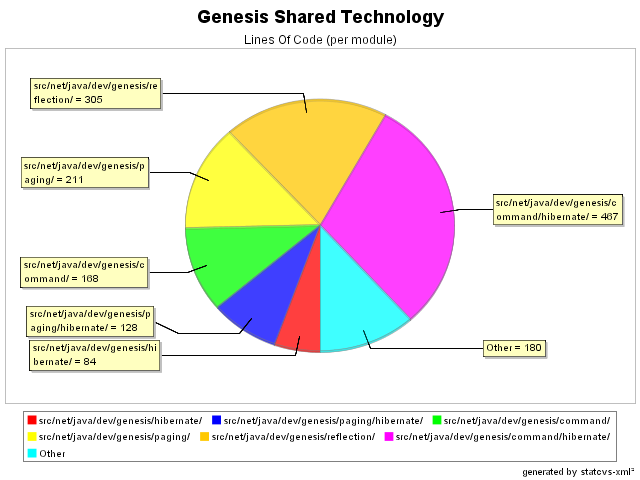 Genesis Shared Technology
Lines Of Code (per module)
src/net/java/dev/genesis/re
flection/ = 305
src/net/java/dev/genesis/p
aging/ = 211
src/net/java/dev/genesis/c
ommand/hibernate/ = 467
src/net/java/dev/genesis/c
ommand/ = 168
src/net/java/dev/genesis/p
aging/hibernate/ = 128
src/net/java/dev/genesis/hi
bernate/ = 84
Other = 180
src/net/java/dev/genesis/hibernate/ src/net/java/dev/genesis/paging/hibernate/ src/net/java/dev/genesis/command/
src/net/java/dev/genesis/paging/ src/net/java/dev/genesis/reflection/ src/net/java/dev/genesis/command/hibernate/
Other
generated by statcvs-xml²